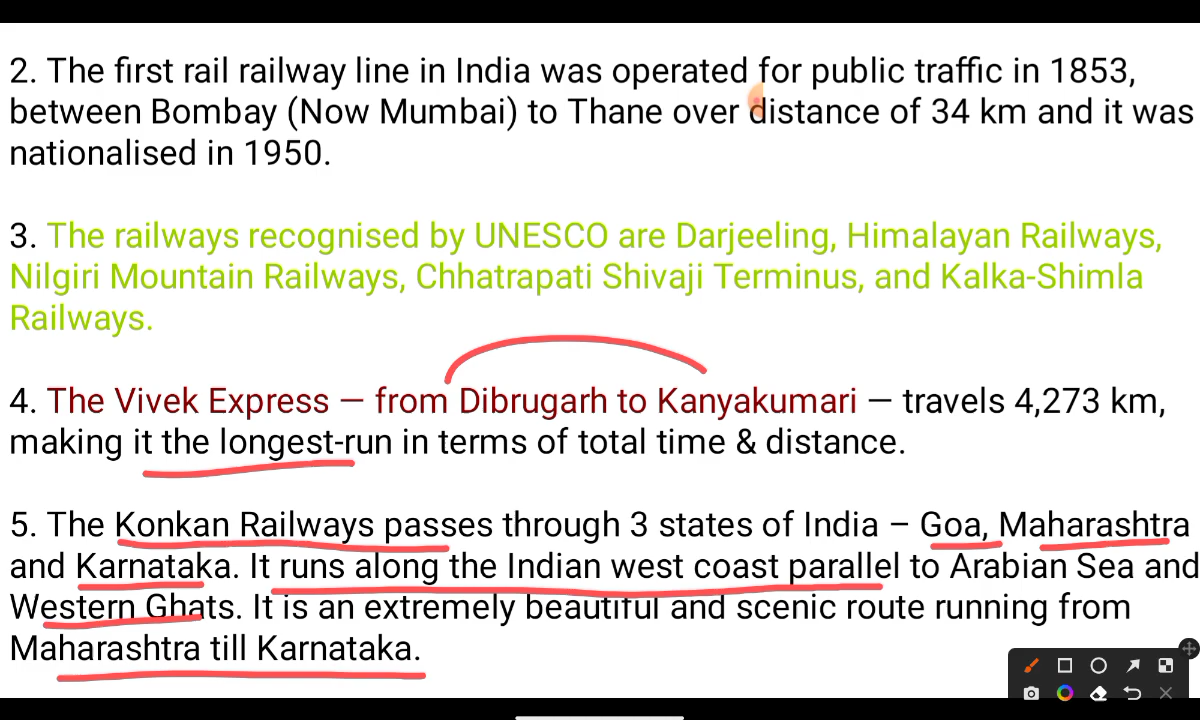 2. The first rail railway line in India was operated for public traffic in 1853,
between Bombay (Now Mumbai) to Thane over distance of 34 km and it was
nationalised in 1950.
3. The railways recognised by UNESCO are Darjeeling, Himalayan Railways,
Nilgiri Mountain Railways, Chhatrapati Shivaji Terminus, and Kalka-Shimla
Railways.
4. The Vivek Express — from Dibrugarh to Kanyakumari — travels 4,273 km,
making it the longest-run in terms of total time & distance.
5. The Konkan Railways passes through 3 states of India – Goa, Maharashtra
and Karnataka. It runs along the Indian west coast parallel to Arabian Sea and
Western Ghats. It is an extremely beautiful and scenic route running from
Maharashtra till Karnataka.